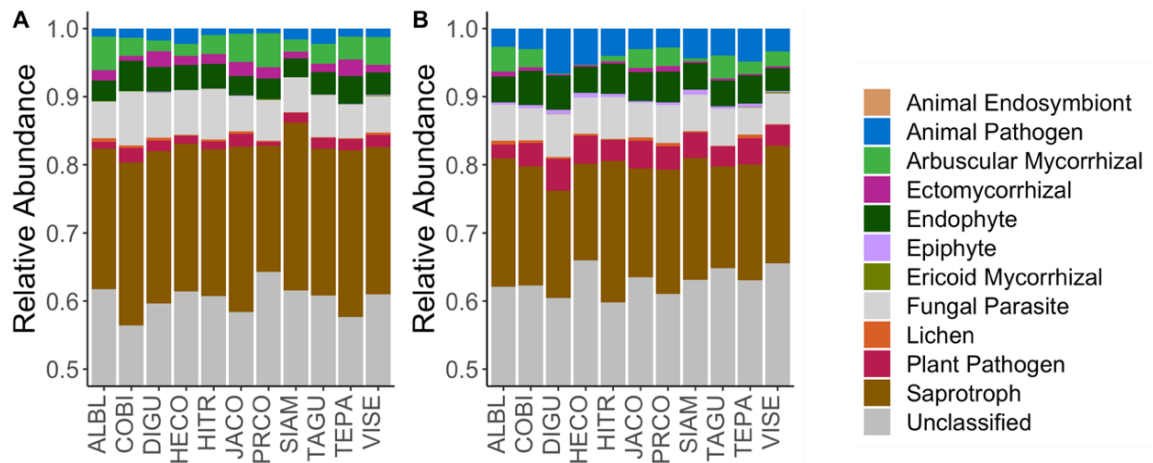 A
Relative Abundance
1.0
0.9
0.8
0.7
0.6
0.5
ALBL
COBI
DIGU
HECO
HITR
JACO
PRCO
SIAM
TAGU
TEPA
VISE
B
Relative Abundance
1.0
0.9
0.8
0.7
0.6
0.5
ALBL
COBI
DIGU
HECO
HITR
JACO
PRCO
SIAM
TAGU
TEPA
VISE
Animal Endosymbiont
Animal Pathogen
Arbuscular Mycorrhizal
Ectomycorrhizal
Endophyte
Epiphyte
Ericoid Mycorrhizal
Fungal Parasite
Lichen
Plant Pathogen
Saprotroph
Unclassified